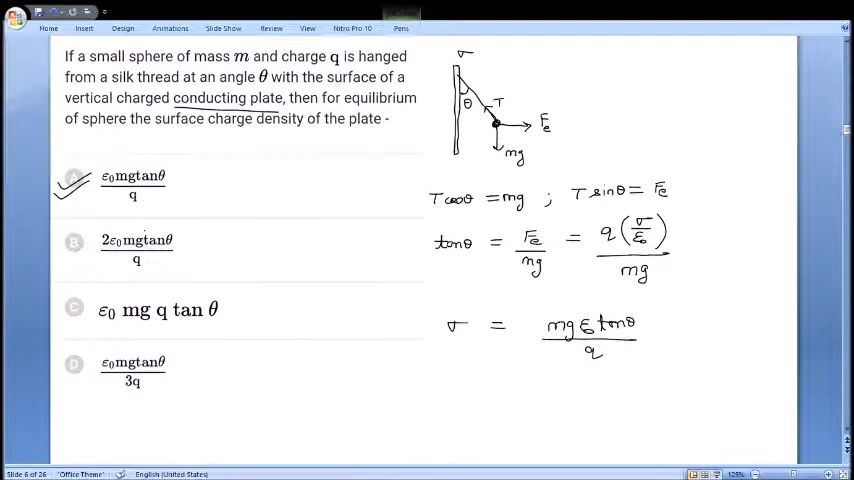 Home Insert Design Animations Slide Show Review View Nitro Pro 10 Pens
If a small sphere of mass m and charge q is hanged
from a silk thread at an angle θ with the surface of a
vertical charged conducting plate, then for equilibrium
of sphere the surface charge density of the plate -
A ε₀mgtanθ / q
B 2ε₀mgtanθ / q
C ε₀ mg q tan θ
D ε₀mgtanθ / 3q
σ
θ T
Fe
mg
T cosθ = mg ; T sinθ = Fe
tanθ = Fe / mg = q(σ/ε₀) / mg
σ = mg ε₀ tanθ / q
Slide 6 of 26 "Office Theme" English (United States) 125%